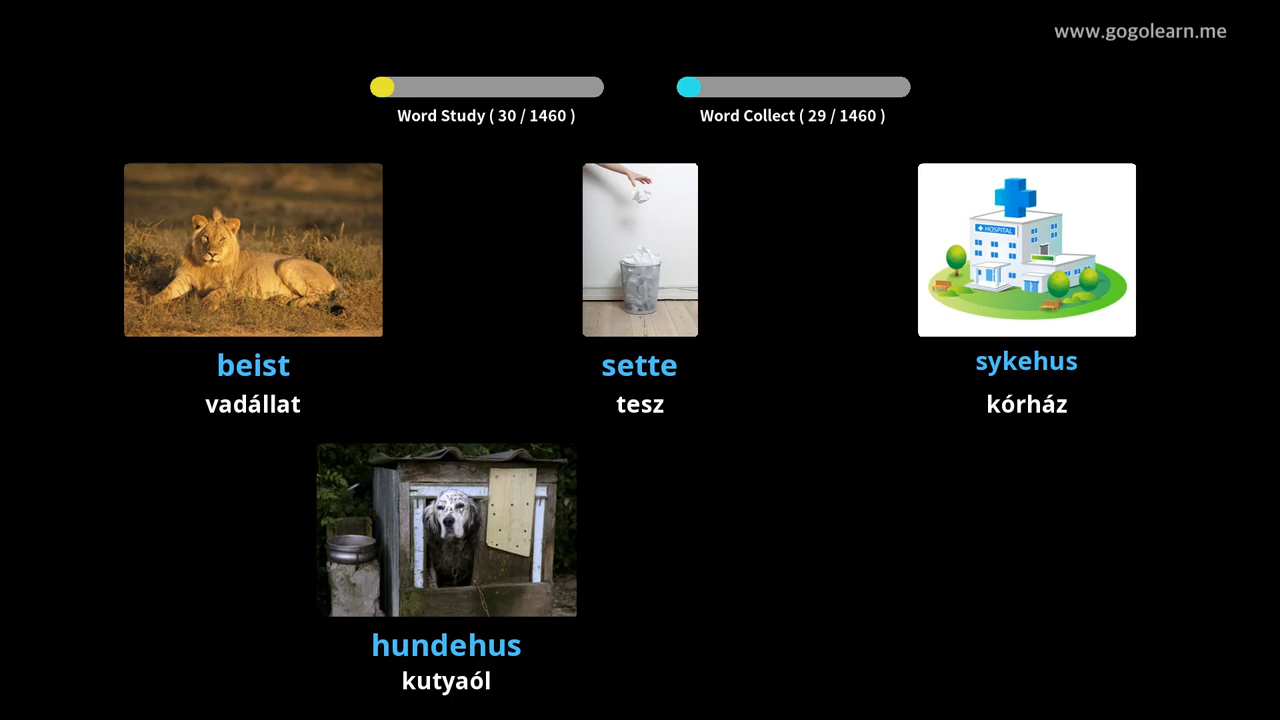 www.gogolearn.me
Word Study ( 30 / 1460 )
Word Collect ( 29 / 1460 )
HOSPITAL
beist
sette
sykehus
vadállat
tesz
kórház
hundehus
kutyaól